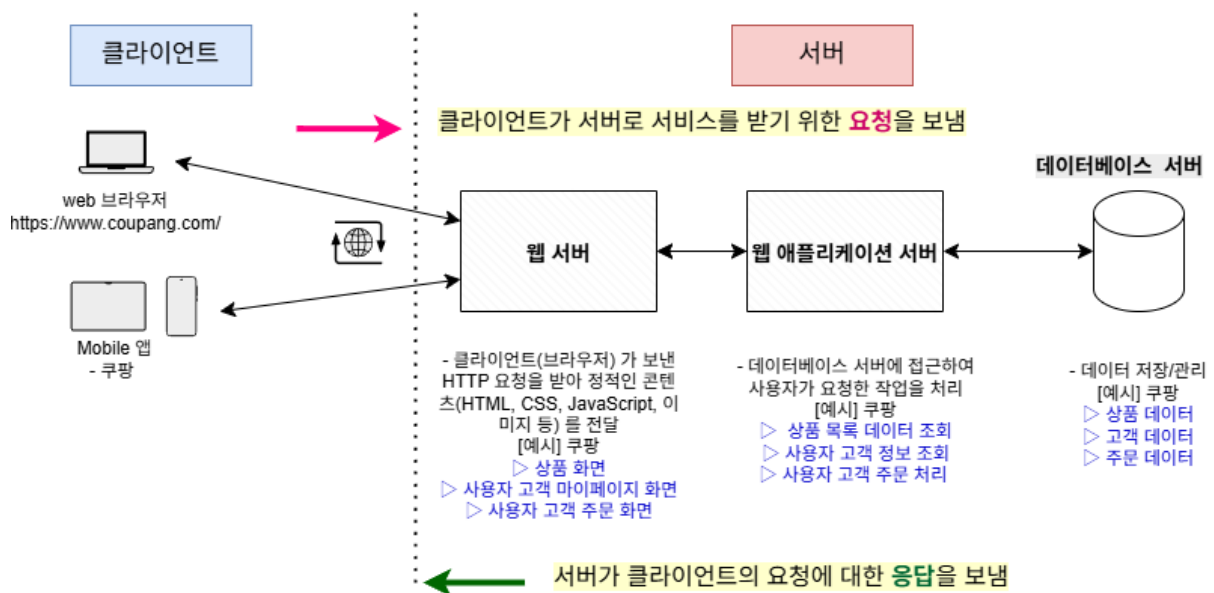 클라이언트
서버
클라이언트가 서버로 서비스를 받기 위한 요청을 보냄
web 브라우저
https://www.coupang.com/
Mobile 앱
- 쿠팡
웹 서버
웹 애플리케이션 서버
데이터베이스 서버
- 클라이언트(브라우저) 가 보낸
HTTP 요청을 받아 정적인 콘텐
츠(HTML, CSS, JavaScript, 이
미지 등) 를 전달
[예시] 쿠팡
▷ 상품 화면
▷ 사용자 고객 마이페이지 화면
▷ 사용자 고객 주문 화면
- 데이터베이스 서버에 접근하여
사용자가 요청한 작업을 처리
[예시] 쿠팡
▷ 상품 목록 데이터 조회
▷ 사용자 고객 정보 조회
▷ 사용자 고객 주문 처리
- 데이터 저장/관리
[예시] 쿠팡
▷ 상품 데이터
▷ 고객 데이터
▷ 주문 데이터
서버가 클라이언트의 요청에 대한 응답을 보냄